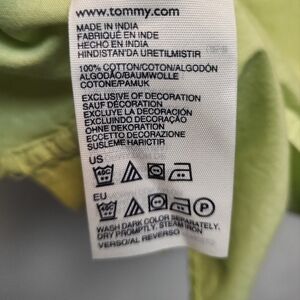 www.tommy.com
MADE IN INDIA
FABRIQUÉ EN INDE
HECHO EN INDIA
HINDISTAN'DA URETILMISTIR
100% COTTON/COTON/ALGODÓN
ALGODÃO/BAUMWOLLE
COTONE/PAMUK
EXCLUSIVE OF DECORATION
SAUF DÉCORATION
EXCLUYE DECORACIÓN
EXCLUINDO DECORAÇÃO
OHNE DEKORATION
ECCETTO DECORAZIONE
SUSLEME HARICTIR
US
EU
WASH DARK COLOR SEPARATELY.
DRY PROMPTLY. STEAM IRON
VERSO/AL REVERSO